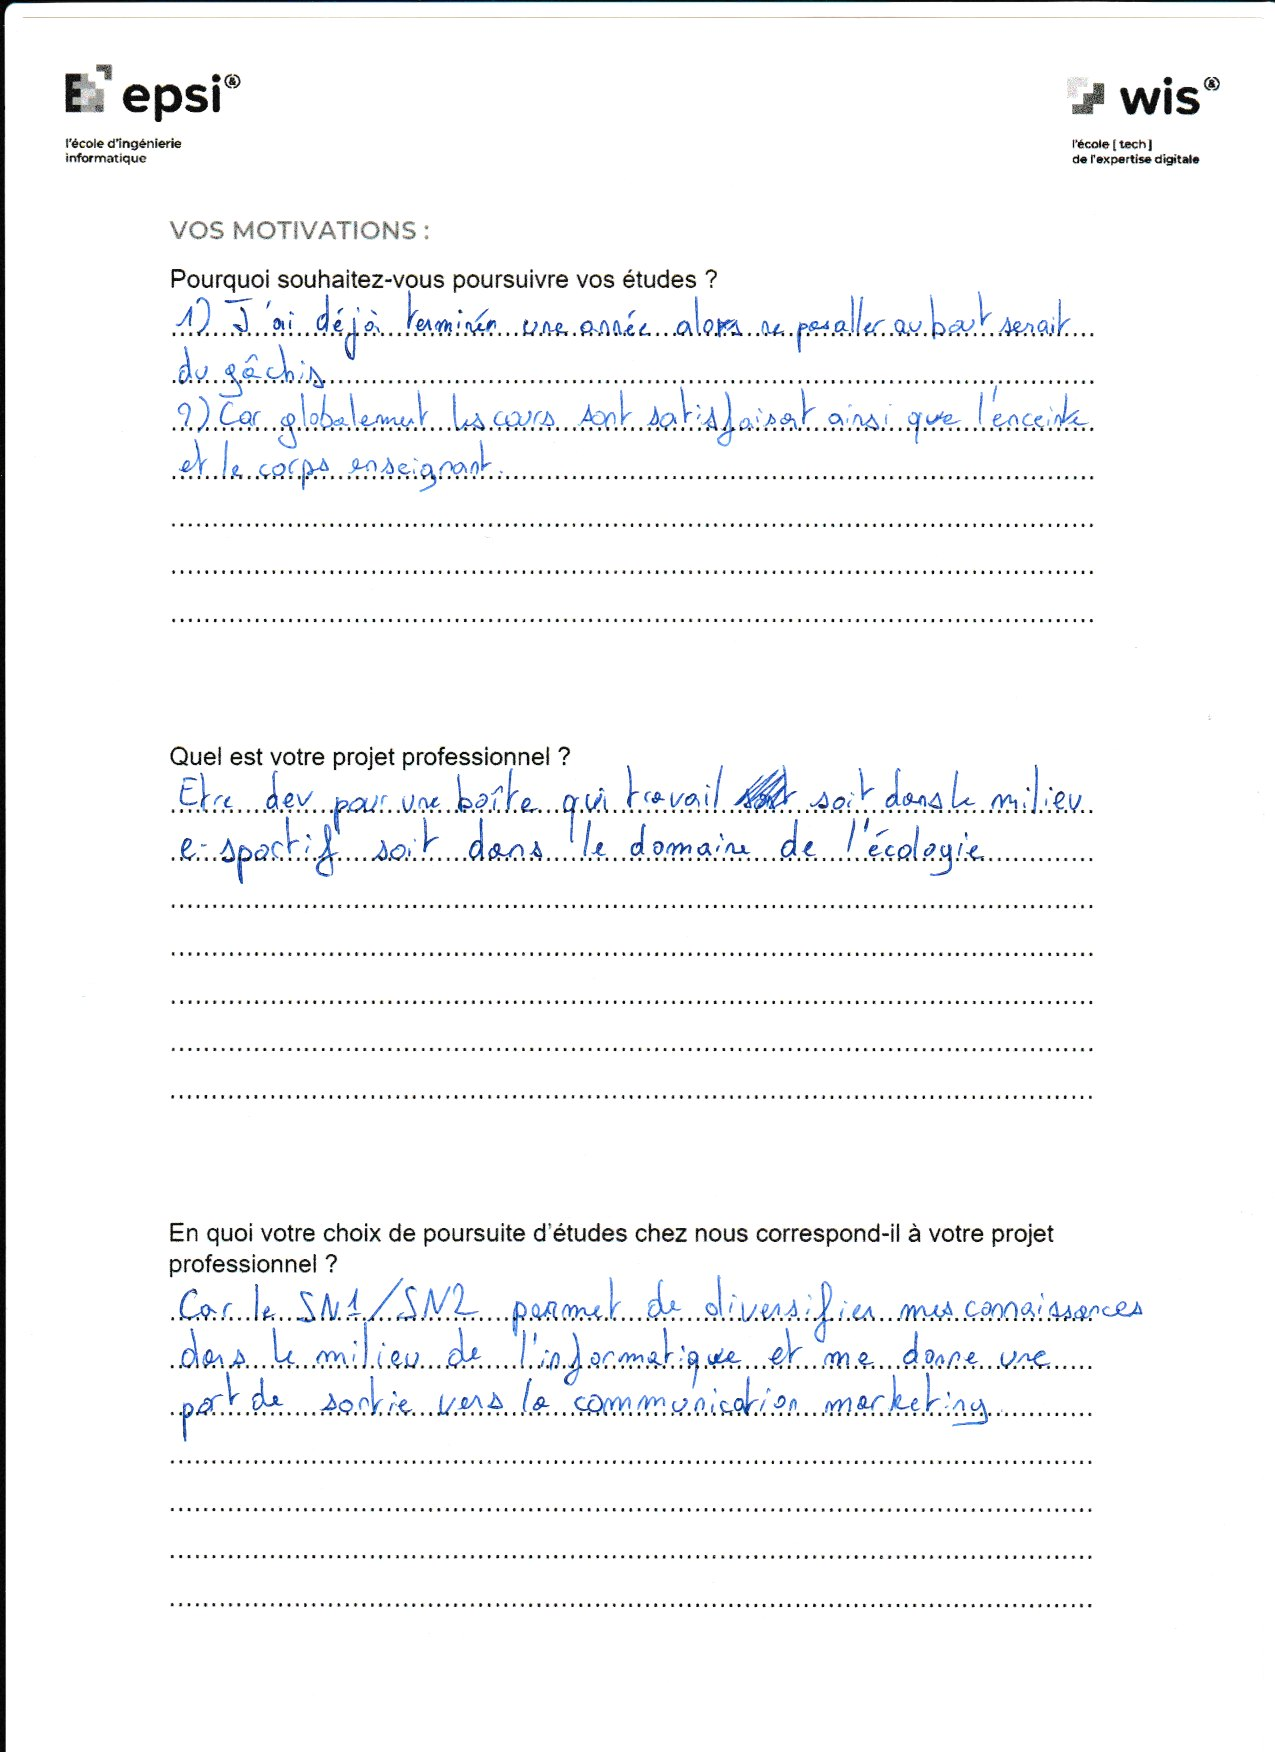 epsi&
l'école d'ingénierie
informatique
wis&
l'école [ tech ]
de l'expertise digitale
VOS MOTIVATIONS :
Pourquoi souhaitez-vous poursuivre vos études ?
1) J'ai déjà terminér une année alors ne pas aller au bout serait
du gâchis
2) Car globalement les cours sont satisfaisant ainsi que l'enceinte
et le corps enseignant.
Quel est votre projet professionnel ?
Etre dev pour une boîte qui travail soit dans le milieu
e-sportif soit dans le domaine de l'écologie
En quoi votre choix de poursuite d'études chez nous correspond-il à votre projet
professionnel ?
Car le SN1/SN2 permet de diversifier mes connaissances
dans le milieu de l'informatique et me donne une
port de sortie vers la communication marketing